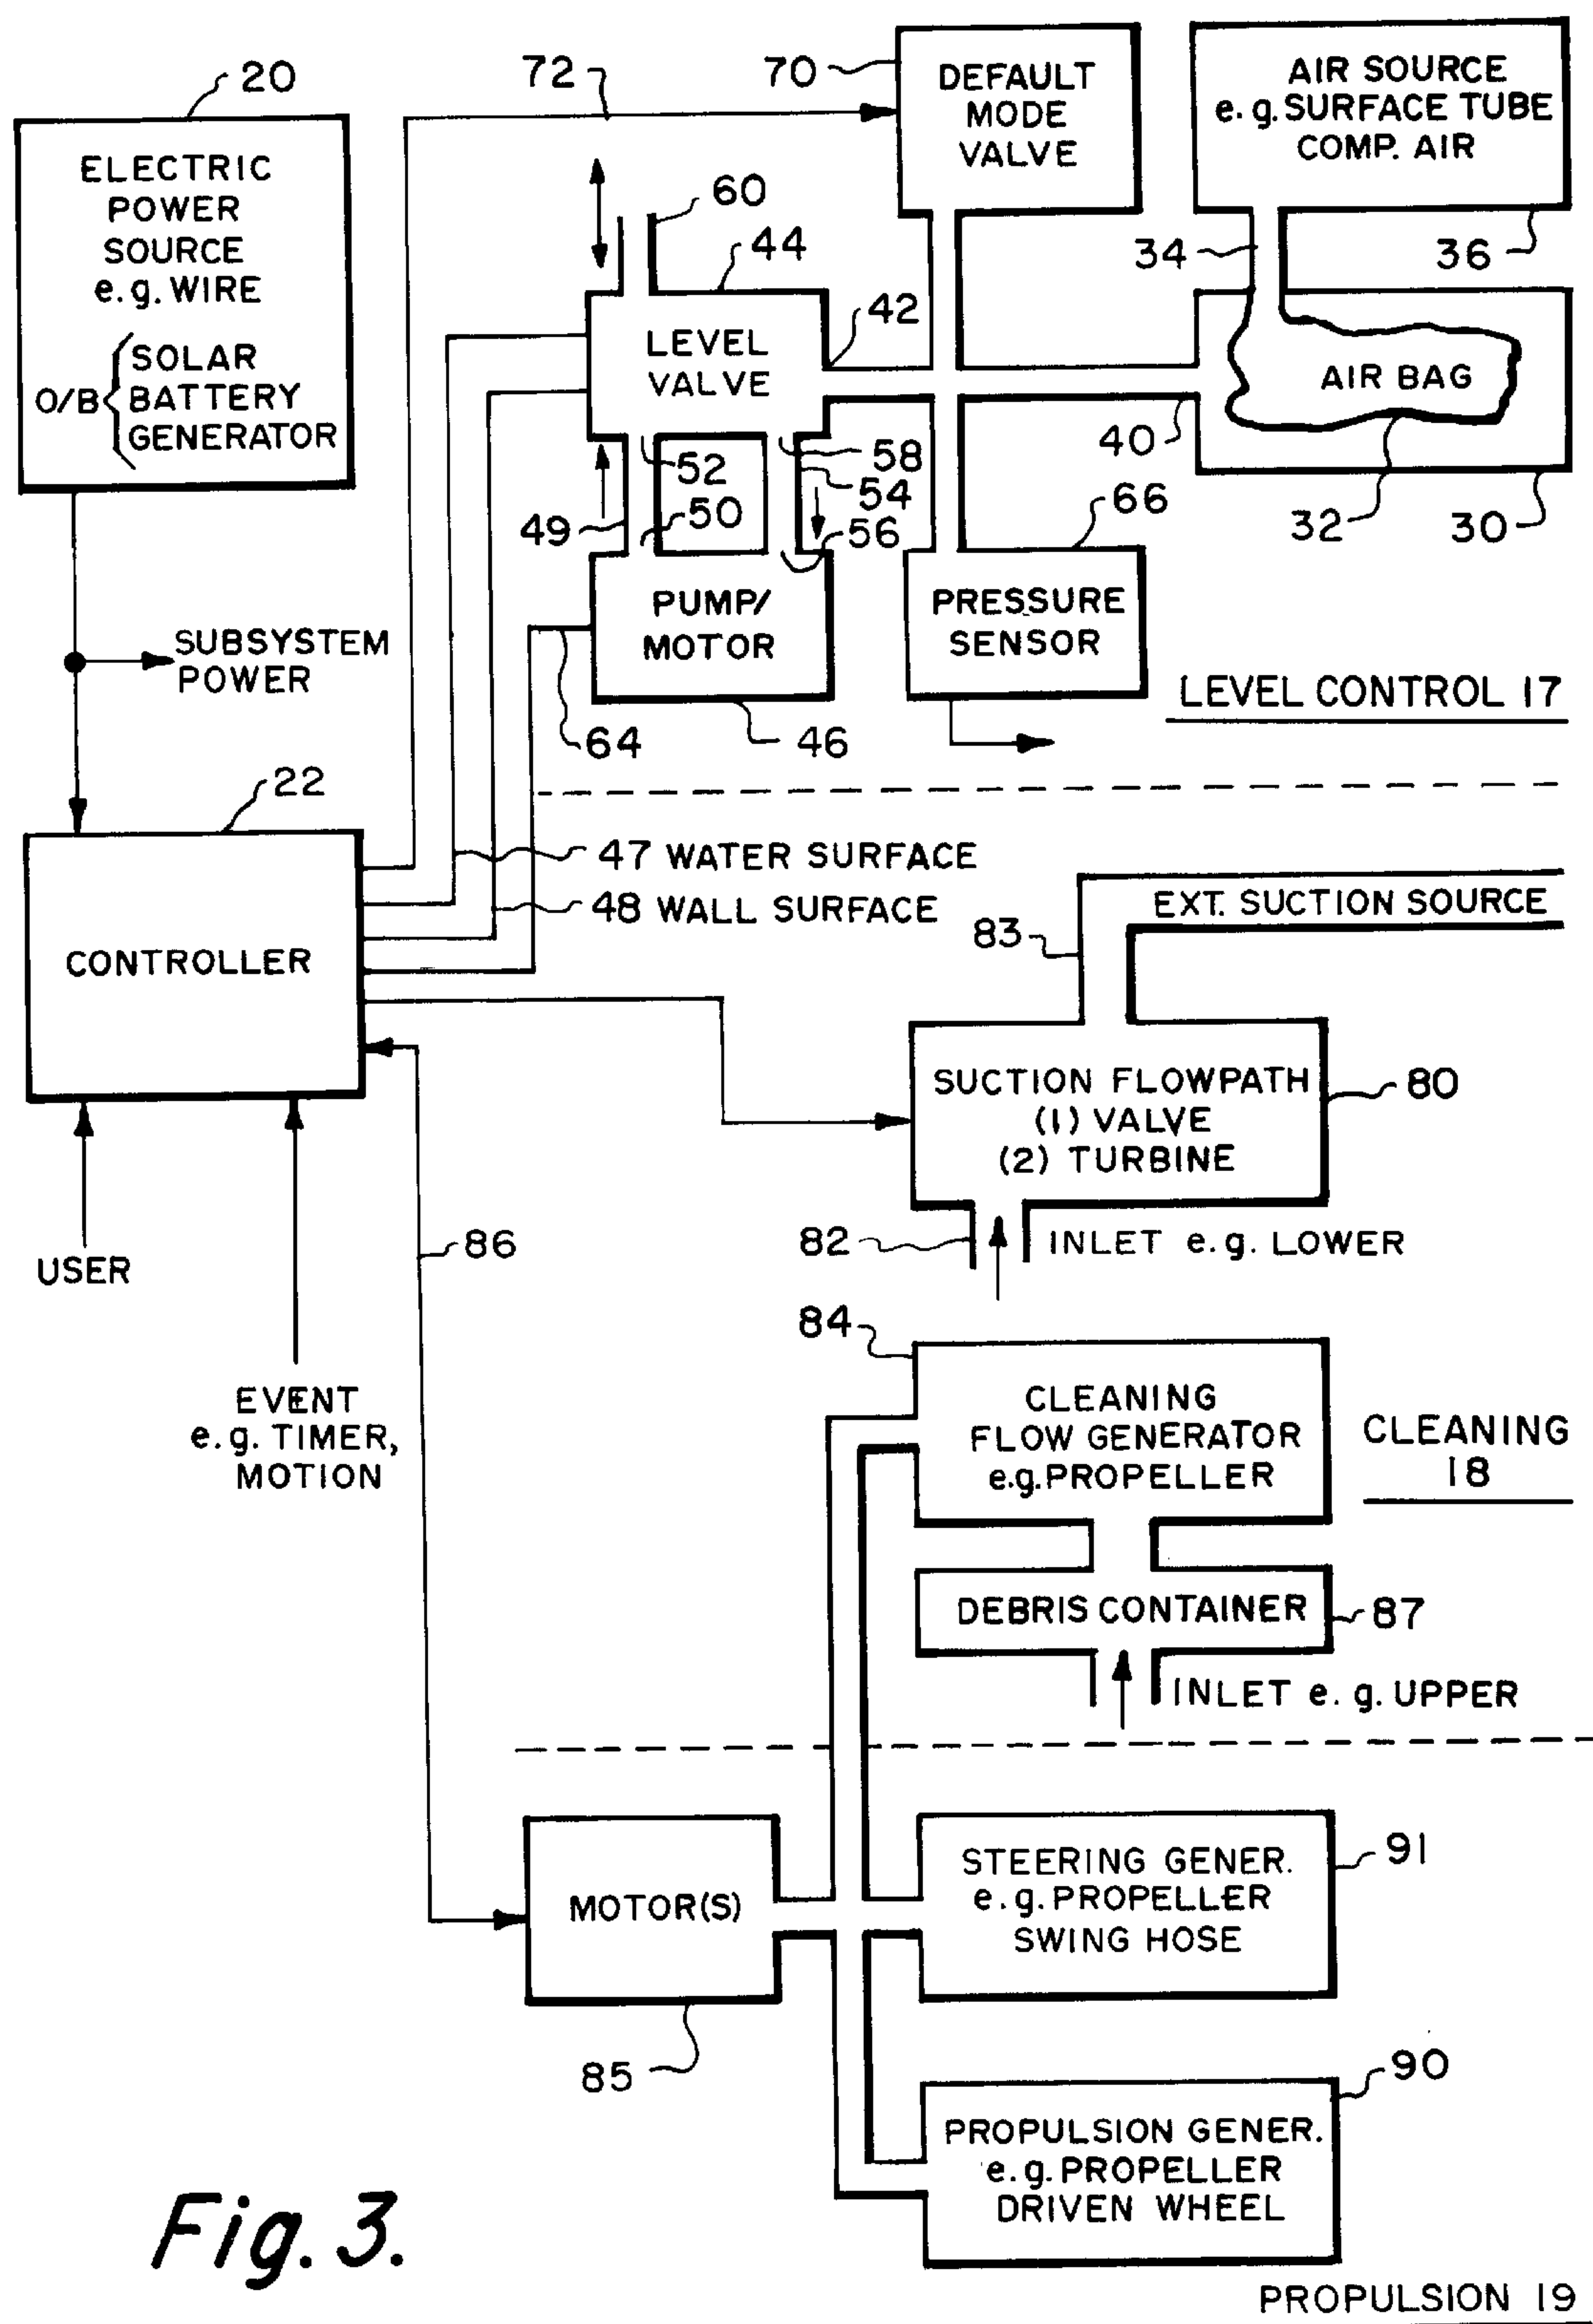 20
ELECTRIC
POWER
SOURCE
e.g. WIRE
O/B { SOLAR
BATTERY
GENERATOR
SUBSYSTEM
POWER
72
70
DEFAULT
MODE
VALVE
AIR SOURCE
e.g. SURFACE TUBE
COMP. AIR
34
36
60
44
LEVEL
VALVE
42
AIR BAG
40
32
30
52
58
54
49
50
56
66
PUMP/
MOTOR
PRESSURE
SENSOR
64
46
LEVEL CONTROL 17
22
CONTROLLER
47 WATER SURFACE
48 WALL SURFACE
83
EXT. SUCTION SOURCE
SUCTION FLOWPATH
(1) VALVE
(2) TURBINE
80
82
INLET e.g. LOWER
86
USER
EVENT
e.g. TIMER,
MOTION
84
CLEANING
FLOW GENERATOR
e.g. PROPELLER
CLEANING
18
DEBRIS CONTAINER
87
INLET e.g. UPPER
MOTOR(S)
85
STEERING GENER.
e.g. PROPELLER
SWING HOSE
91
90
PROPULSION GENER.
e.g. PROPELLER
DRIVEN WHEEL
Fig. 3.
PROPULSION 19